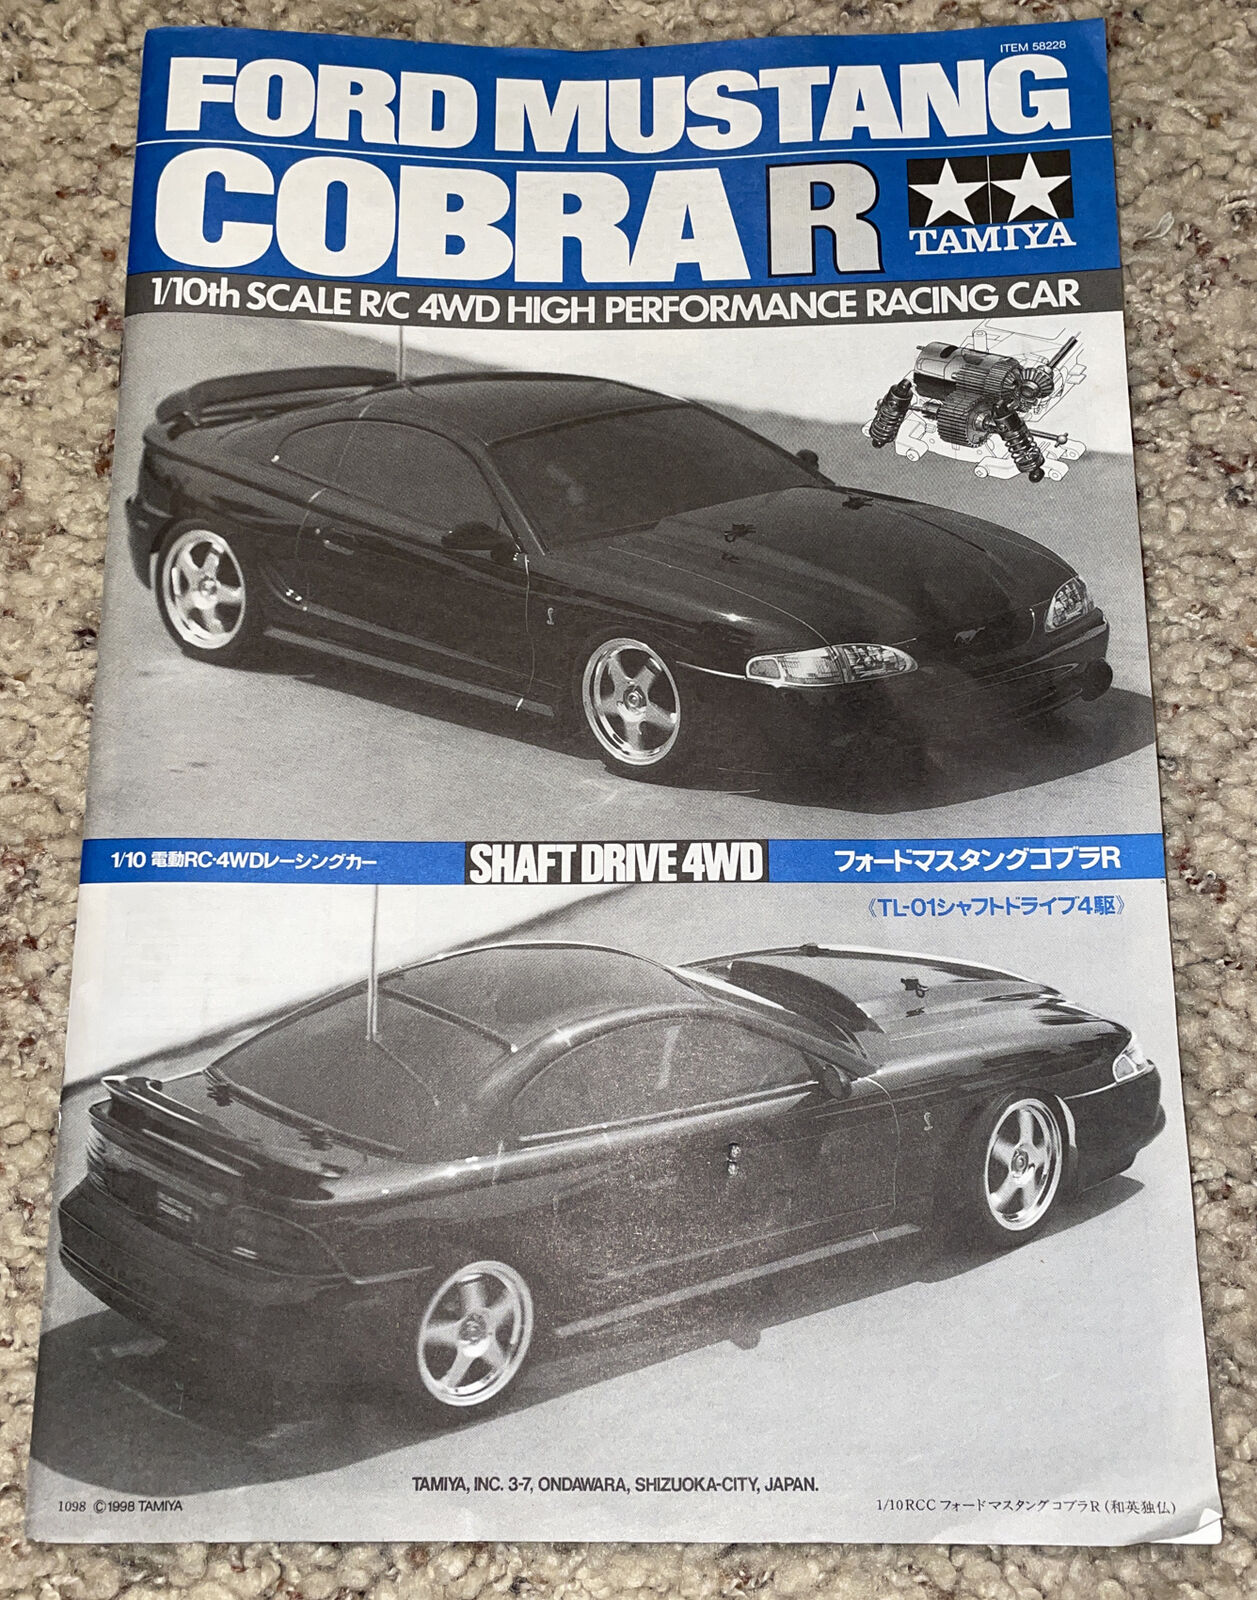 ITEM 58228
FORD MUSTANG
COBRA R
TAMIYA
1/10th SCALE R/C 4WD HIGH PERFORMANCE RACING CAR
1/10 電動RC・4WDレーシングカー
SHAFT DRIVE 4WD
フォードマスタングコブラR
《TL-01シャフトドライブ4駆》
TAMIYA, INC. 3-7, ONDAWARA, SHIZUOKA-CITY, JAPAN.
1098 ©1998 TAMIYA
1/10 RCC フォードマスタングコブラR (和英独仏)